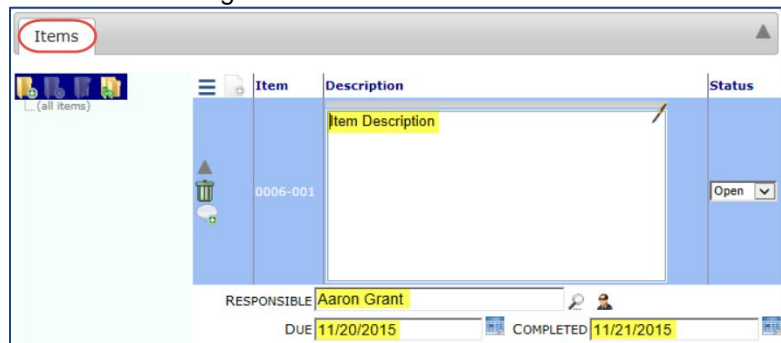 Items
(all items)
Item Description Status
Item Description
0006-001
Open
RESPONSIBLE Aaron Grant
DUE 11/20/2015 COMPLETED 11/21/2015